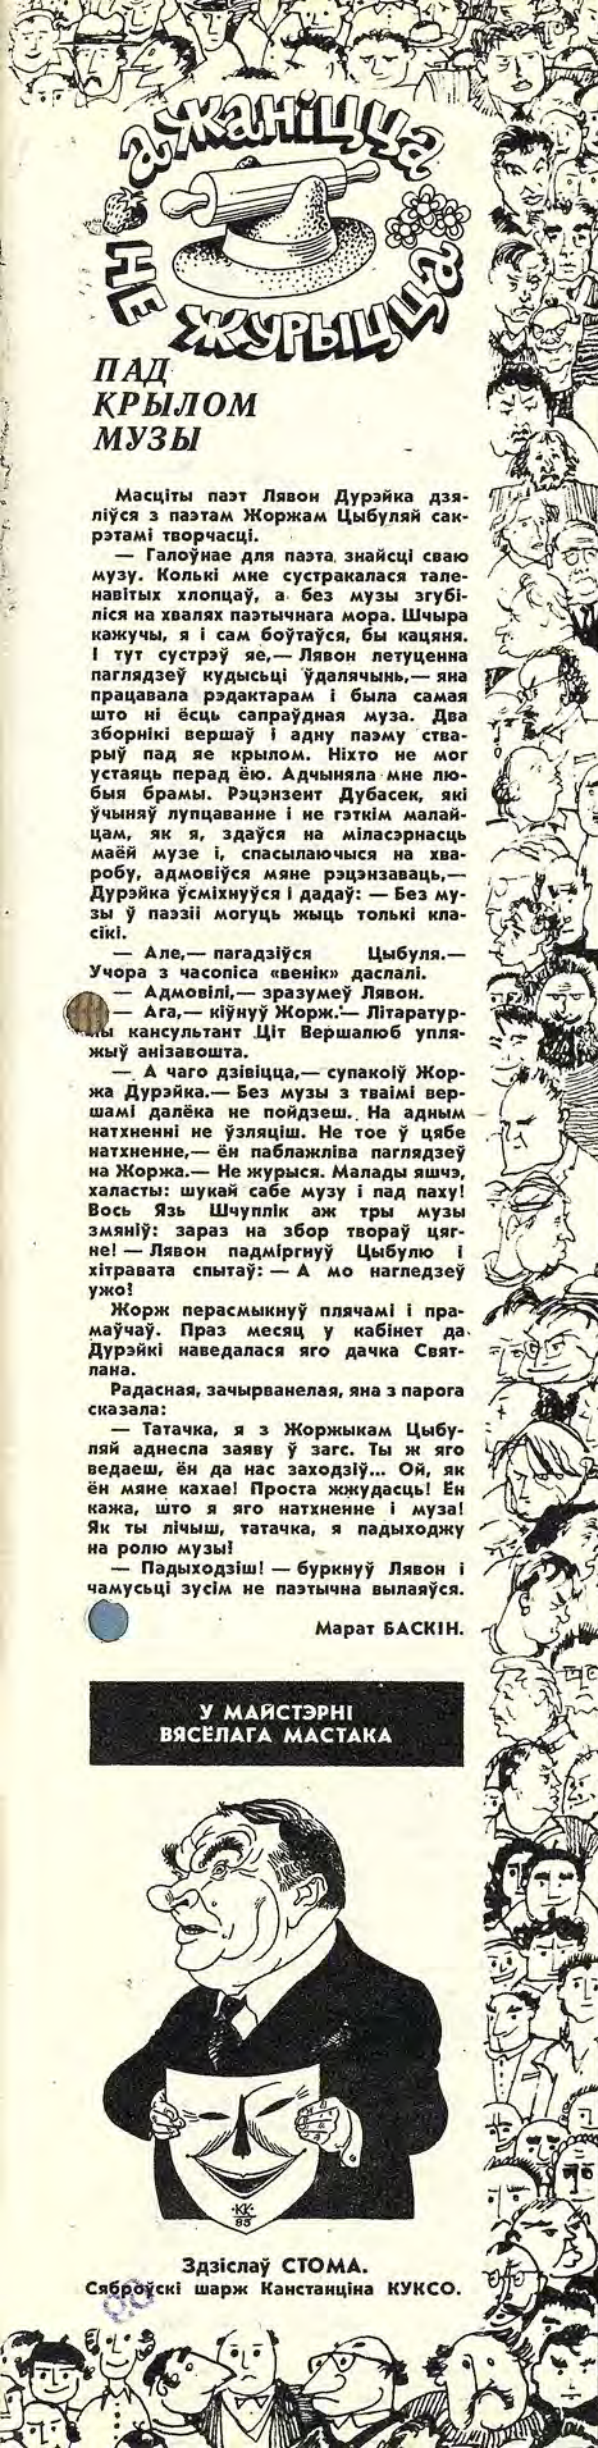 ажаніцца
НЕ
ЖУРЫЦЦа
ПАД
КРЫЛОМ
МУЗЫ
Масціты паэт Лявон Дурэйка дзя-
ліўся з паэтам Жоржам Цыбуляй сак-
рэтамі творчасці.
— Галоўнае для паэта знайсці сваю
музу. Колькі мне сустракалася тале-
навітых хлопцаў, а без музы згубі-
ліся на хвалях паэтычнага мора. Шчыра
кажучы, я і сам боўтаўся, бы кацяня.
І тут сустрэў яе,— Лявон летуценна
паглядзеў кудысьці ўдалячынь,— яна
працавала рэдактарам і была самая
што ні ёсць сапраўдная муза. Два
зборнікі вершаў і адну паэму ства-
рыў пад яе крылом. Ніхто не мог
устаяць перад ёю. Адчыняла мне лю-
быя брамы. Рэцэнзент Дубасек, які
ўчыняў лупцаванне і не гэткім малай-
цам, як я, здаўся на міласэрнасць
маёй музе і, спасылаючыся на хва-
робу, адмовіўся мяне рэцэнзаваць,—
Дурэйка ўсміхнуўся і дадаў: — Без му-
зы ў паэзіі могуць жыць толькі кла-
сікі.
— Але,— пагадзіўся Цыбуля.—
Учора з часопіса «венік» даслалі.
— Адмовілі,— зразумеў Лявон.
— Ага,— кіўнуў Жорж.— Літаратур-
ны кансультант Ціт Вершалюб упля-
жыў анізавошта.
— А чаго дзівіцца,— супакоіў Жор-
жа Дурэйка.— Без музы з тваімі вер-
шамі далёка не пойдзеш. На адным
натхненні не ўзляціш. Не тое ў цябе
натхненне,— ён паблажліва паглядзеў
на Жоржа.— Не журыся. Малады яшчэ,
халасты: шукай сабе музу і пад паху!
Вось Язь Шчуплік аж тры музы
змяніў: зараз на збор твораў цяг-
не! — Лявон падміргнуў Цыбулю і
хітравата спытаў: — А мо нагледзеў
ужо?
Жорж перасмыкнуў плячамі і пра-
маўчаў. Праз месяц у кабінет да
Дурэйкі наведалася яго дачка Свят-
лана.
Радасная, зачырванелая, яна з парога
сказала:
— Татачка, я з Жоржыкам Цыбу-
ляй аднесла заяву ў загс. Ты ж яго
ведаеш, ён да нас заходзіў... Ой, як
ён мяне кахае! Проста жжудасць! Ён
кажа, што я яго натхненне і муза!
Як ты лічыш, татачка, я падыходжу
на ролю музы?
— Падыходзіш! — буркнуў Лявон і
чамусьці зусім не паэтычна вылаяўся.
Марат БАСКІН.
У МАЙСТЭРНІ
ВЯСЁЛАГА МАСТАКА
·КК·
85
Здзіслаў СТОМА.
Сяброўскі шарж Канстанціна КУКСО.